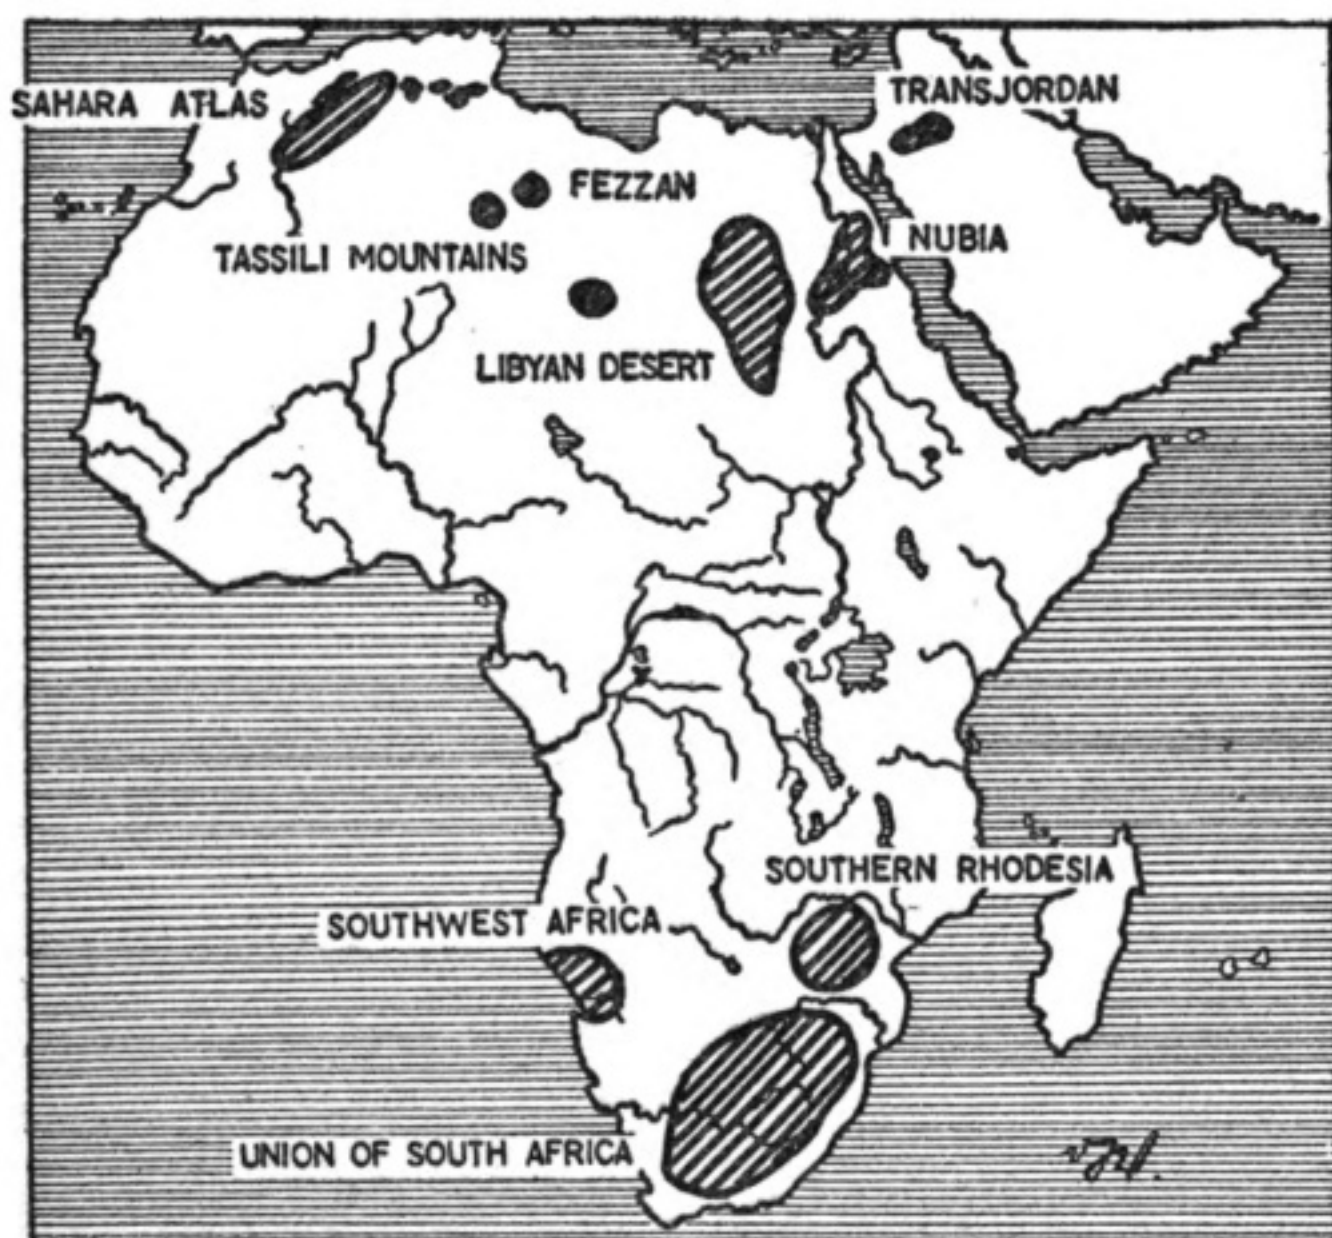 TRANSJORDAN
SAHARA ATLAS
FEZZAN
NUBIA
TASSILI MOUNTAINS
LIBYAN DESERT
SOUTHERN RHODESIA
SOUTHWEST AFRICA
UNION OF SOUTH AFRICA